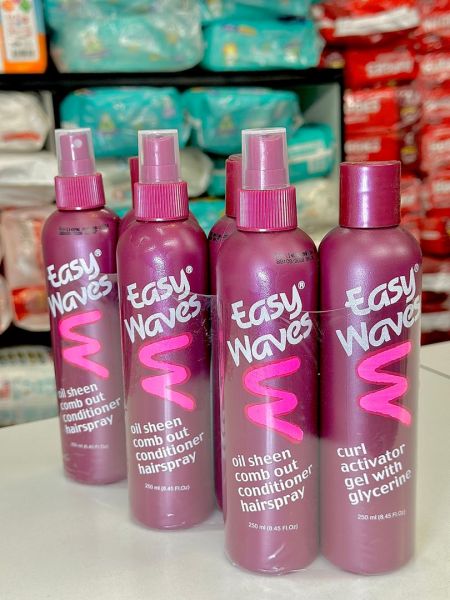 Easy®
Waves
oil sheen
comb out
conditioner
hairspray
250 ml (8.45 Fl.Oz)
Easy®
Waves
oil sheen
comb out
conditioner
hairspray
250 ml (8.45 Fl.Oz)
Easy®
Waves
oil sheen
comb out
conditioner
hairspray
250 ml (8.45 Fl.Oz)
Easy®
Waves
curl
activator
gel with
glycerine
250 ml (8.45 Fl.Oz)